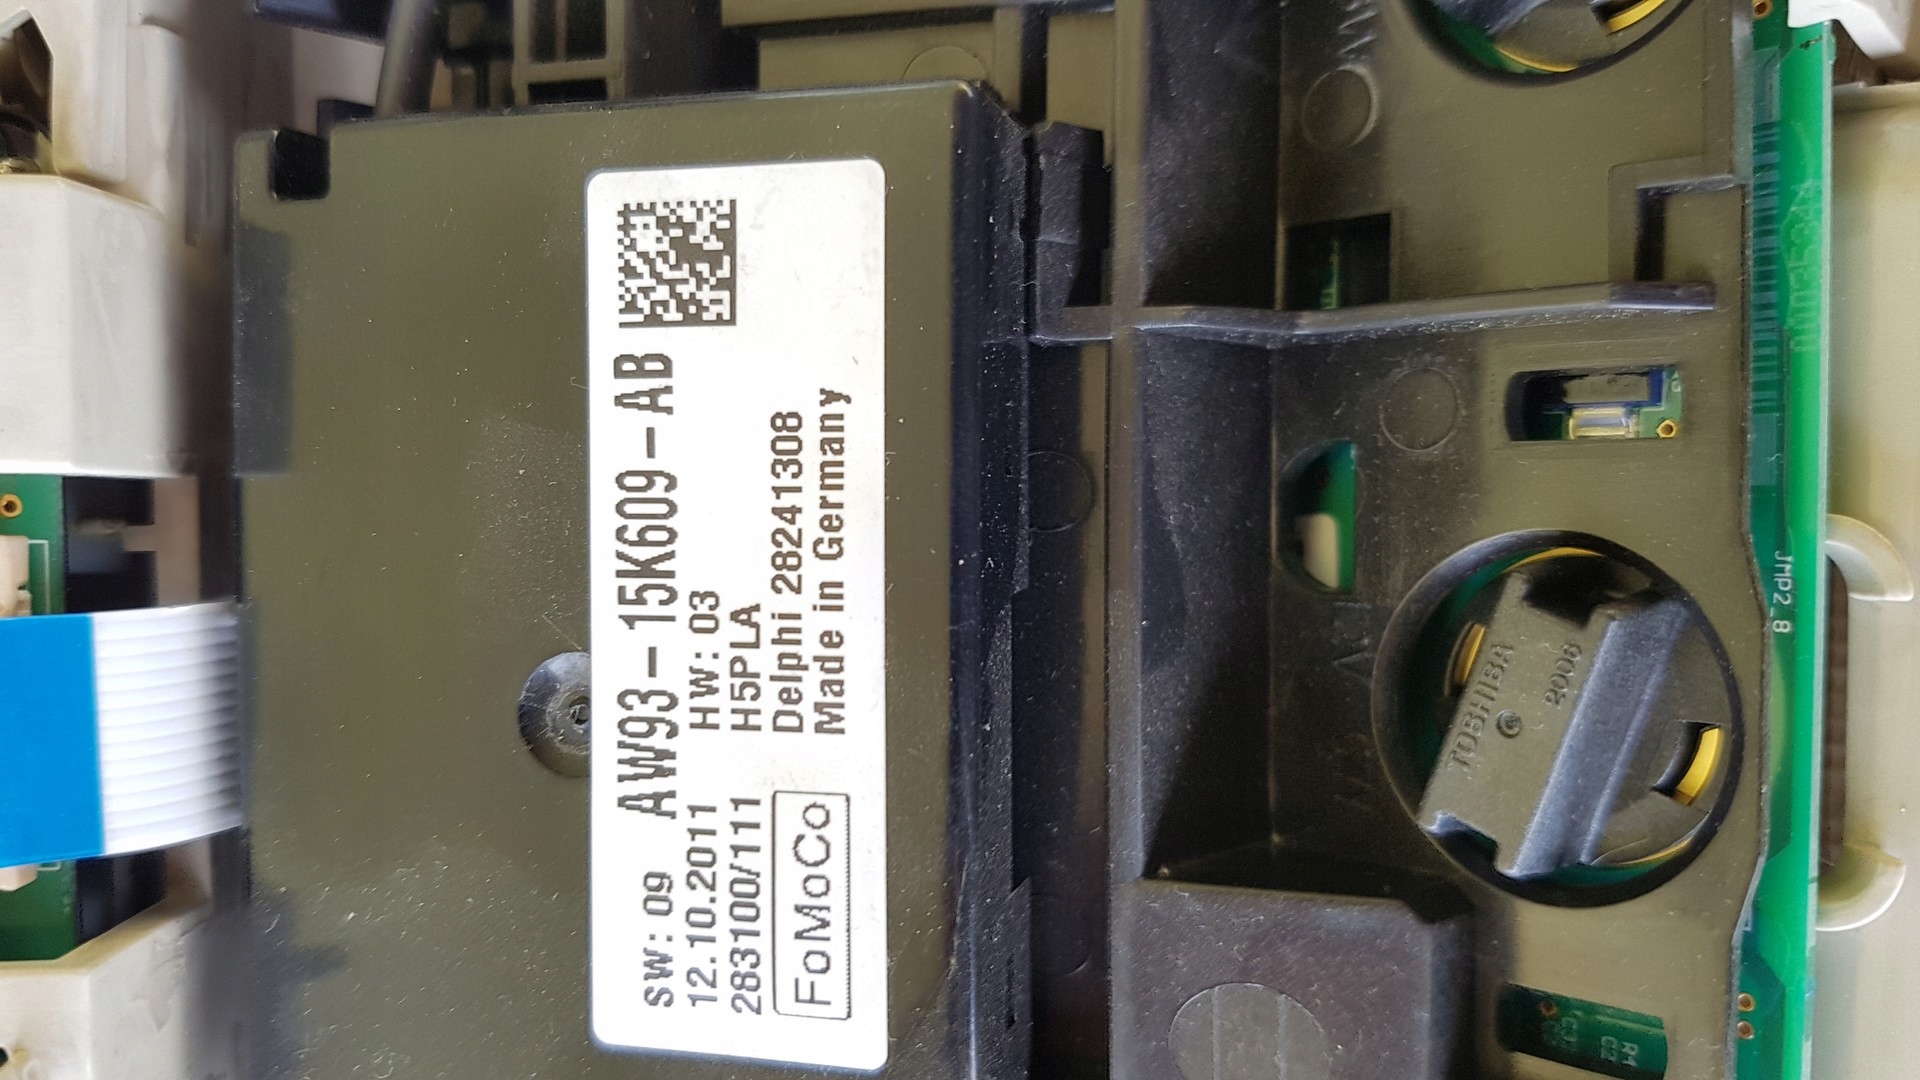 SW: 09 AW93-15K609-AB
12.10.2011 HW: 03
283100/111 H5PLA
FoMoCo Delphi 28241308
Made in Germany
TOSHIBA
© 2006
JMP2_8